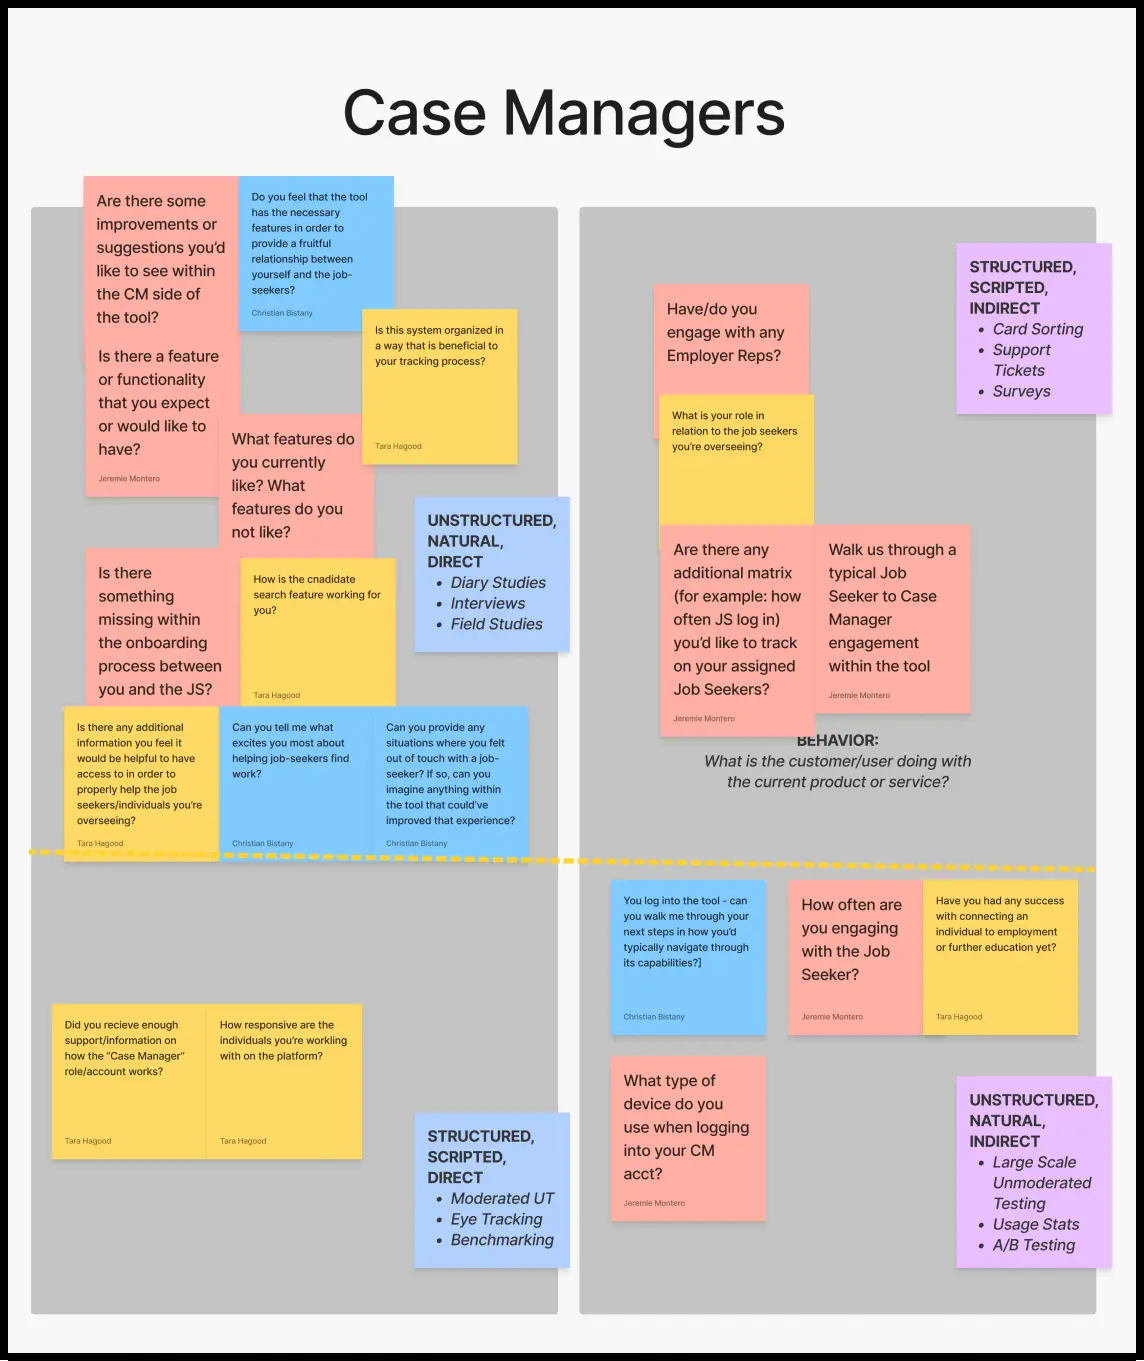 Case Managers
Are there some
improvements or
suggestions you’d
like to see within
the CM side of
the tool?
Do you feel that the tool
has the necessary
features in order to
provide a fruitful
relationship between
yourself and the job-
seekers?
Christian Bistany
Is this system organized in
a way that is beneficial to
your tracking process?
Tara Hagood
Is there a feature
or functionality
that you expect
or would like to
have?
Jeremie Montero
What features do
you currently
like? What
features do you
not like?
UNSTRUCTURED,
NATURAL,
DIRECT
• Diary Studies
• Interviews
• Field Studies
Is there
something
missing within
the onboarding
process between
you and the JS?
How is the cnadidate
search feature working for
you?
Tara Hagood
Is there any additional
information you feel it
would be helpful to have
access to in order to
properly help the job
seekers/individuals you’re
overseeing?
Tara Hagood
Can you tell me what
excites you most about
helping job-seekers find
work?
Christian Bistany
Can you provide any
situations where you felt
out of touch with a job-
seeker? If so, can you
imagine anything within
the tool that could’ve
improved that experience?
Christian Bistany
Did you recieve enough
support/information on
how the “Case Manager”
role/account works?
Tara Hagood
How responsive are the
individuals you’re workling
with on the platform?
Tara Hagood
STRUCTURED,
SCRIPTED,
DIRECT
• Moderated UT
• Eye Tracking
• Benchmarking
Have/do you
engage with any
Employer Reps?
STRUCTURED,
SCRIPTED,
INDIRECT
• Card Sorting
• Support
Tickets
• Surveys
What is your role in
relation to the job seekers
you’re overseeing?
Are there any
additional matrix
(for example: how
often JS log in)
you’d like to track
on your assigned
Job Seekers?
Jeremie Montero
Walk us through a
typical Job
Seeker to Case
Manager
engagement
within the tool
Jeremie Montero
BEHAVIOR:
What is the customer/user doing with
the current product or service?
You log into the tool - can
you walk me through your
next steps in how you’d
typically navigate through
its capabilities?]
Christian Bistany
How often are
you engaging
with the Job
Seeker?
Jeremie Montero
Have you had any success
with connecting an
individual to employment
or further education yet?
Tara Hagood
What type of
device do you
use when logging
into your CM
acct?
Jeremie Montero
UNSTRUCTURED,
NATURAL,
INDIRECT
• Large Scale
Unmoderated
Testing
• Usage Stats
• A/B Testing